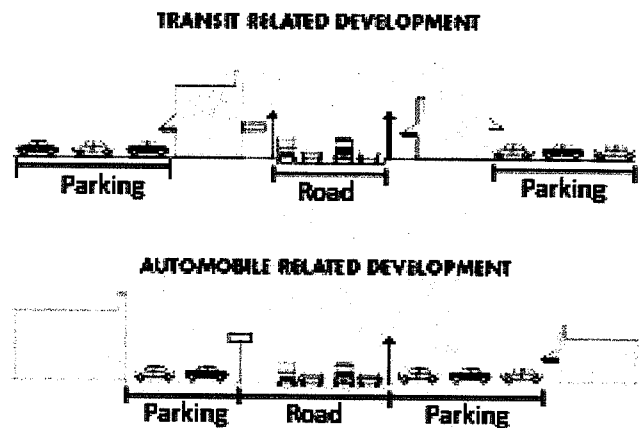 TRANSIT RELATED DEVELOPMENT
Parking Road Parking
AUTOMOBILE RELATED DEVELOPMENT
Parking Road Parking